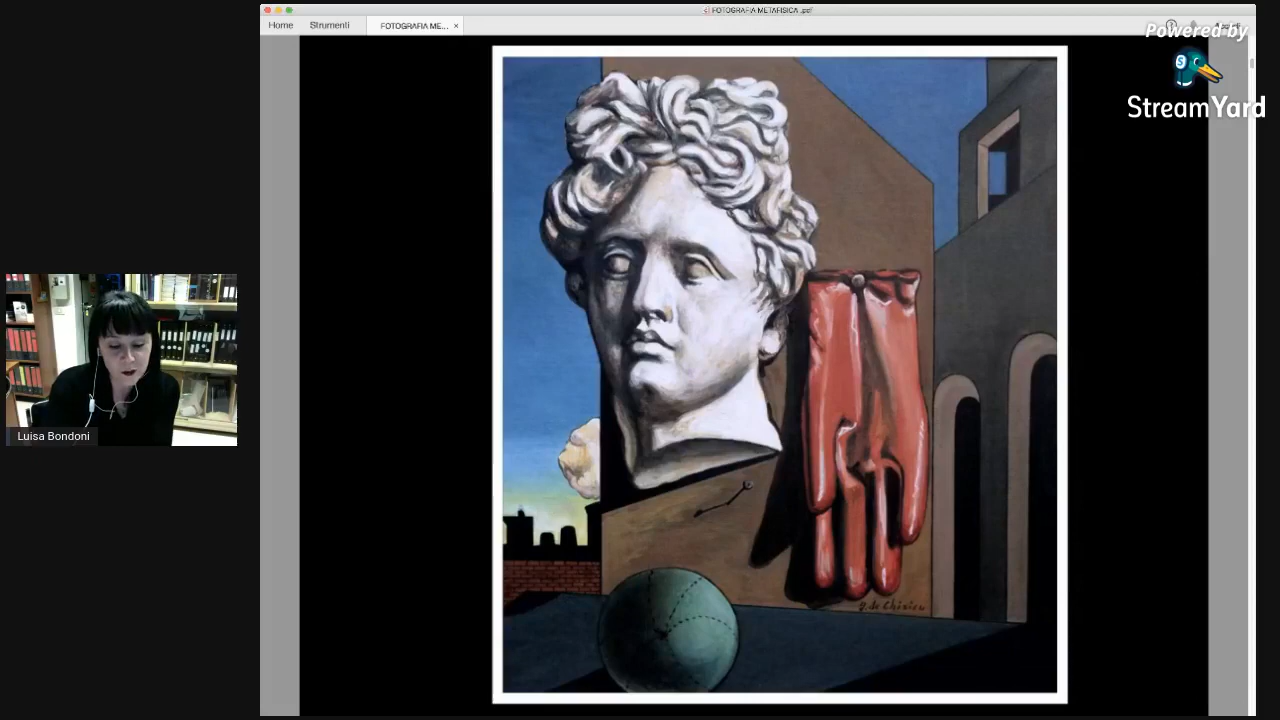 FOTOGRAFIA METAFISICA .pdf
Home
Strumenti
FOTOGRAFIA ME... ×
Powered by
S
StreamYard
Luisa Bondoni
g. de Chirico